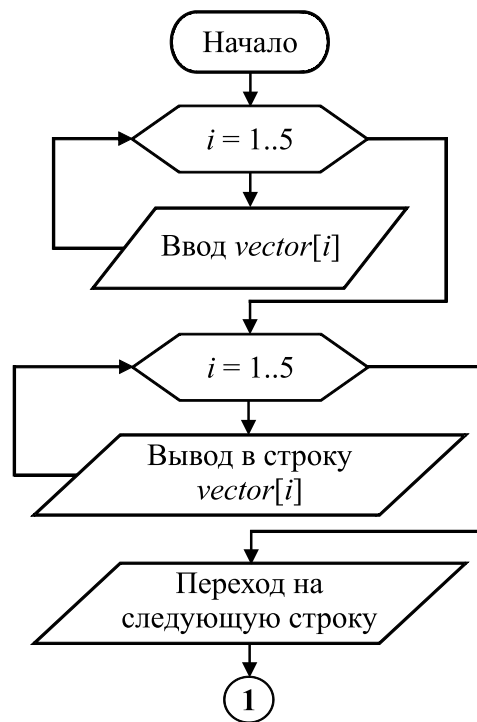 Начало
i = 1..5
Ввод vector[i]
i = 1..5
Вывод в строку
vector[i]
Переход на
следующую строку
1